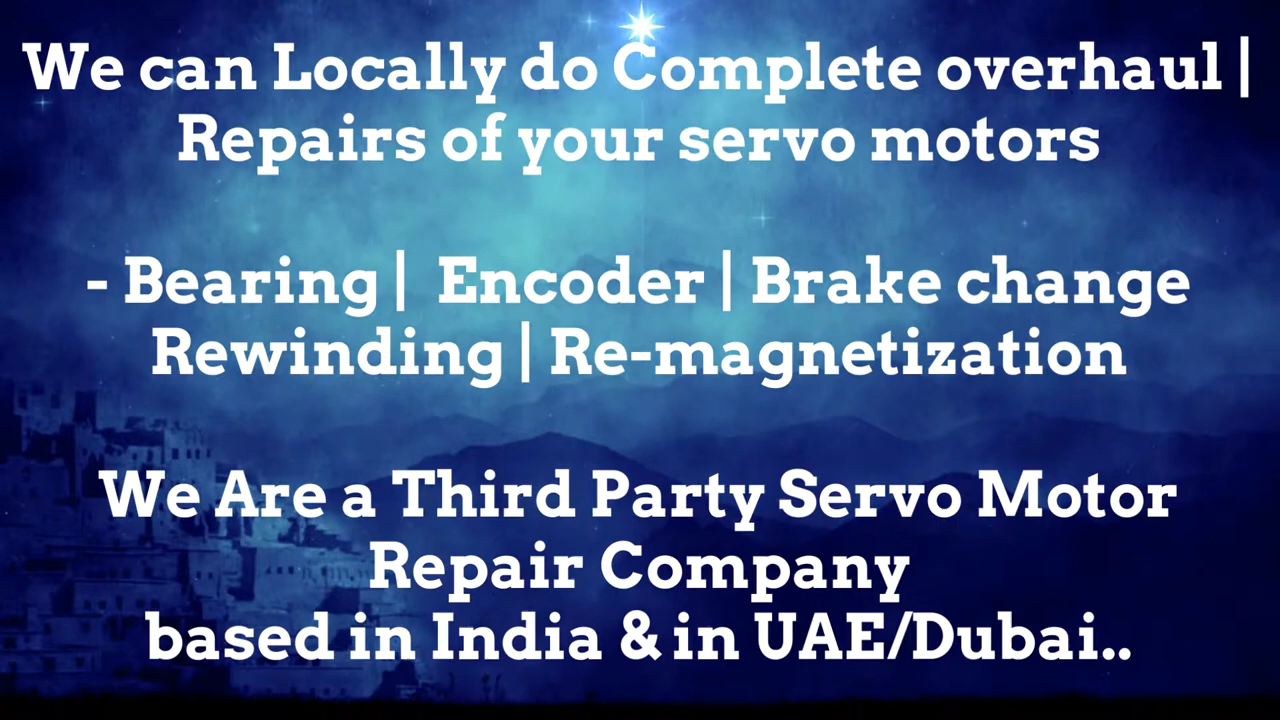 We can Locally do Complete overhaul |
Repairs of your servo motors
- Bearing | Encoder | Brake change
Rewinding | Re-magnetization
We Are a Third Party Servo Motor
Repair Company
based in India & in UAE/Dubai..